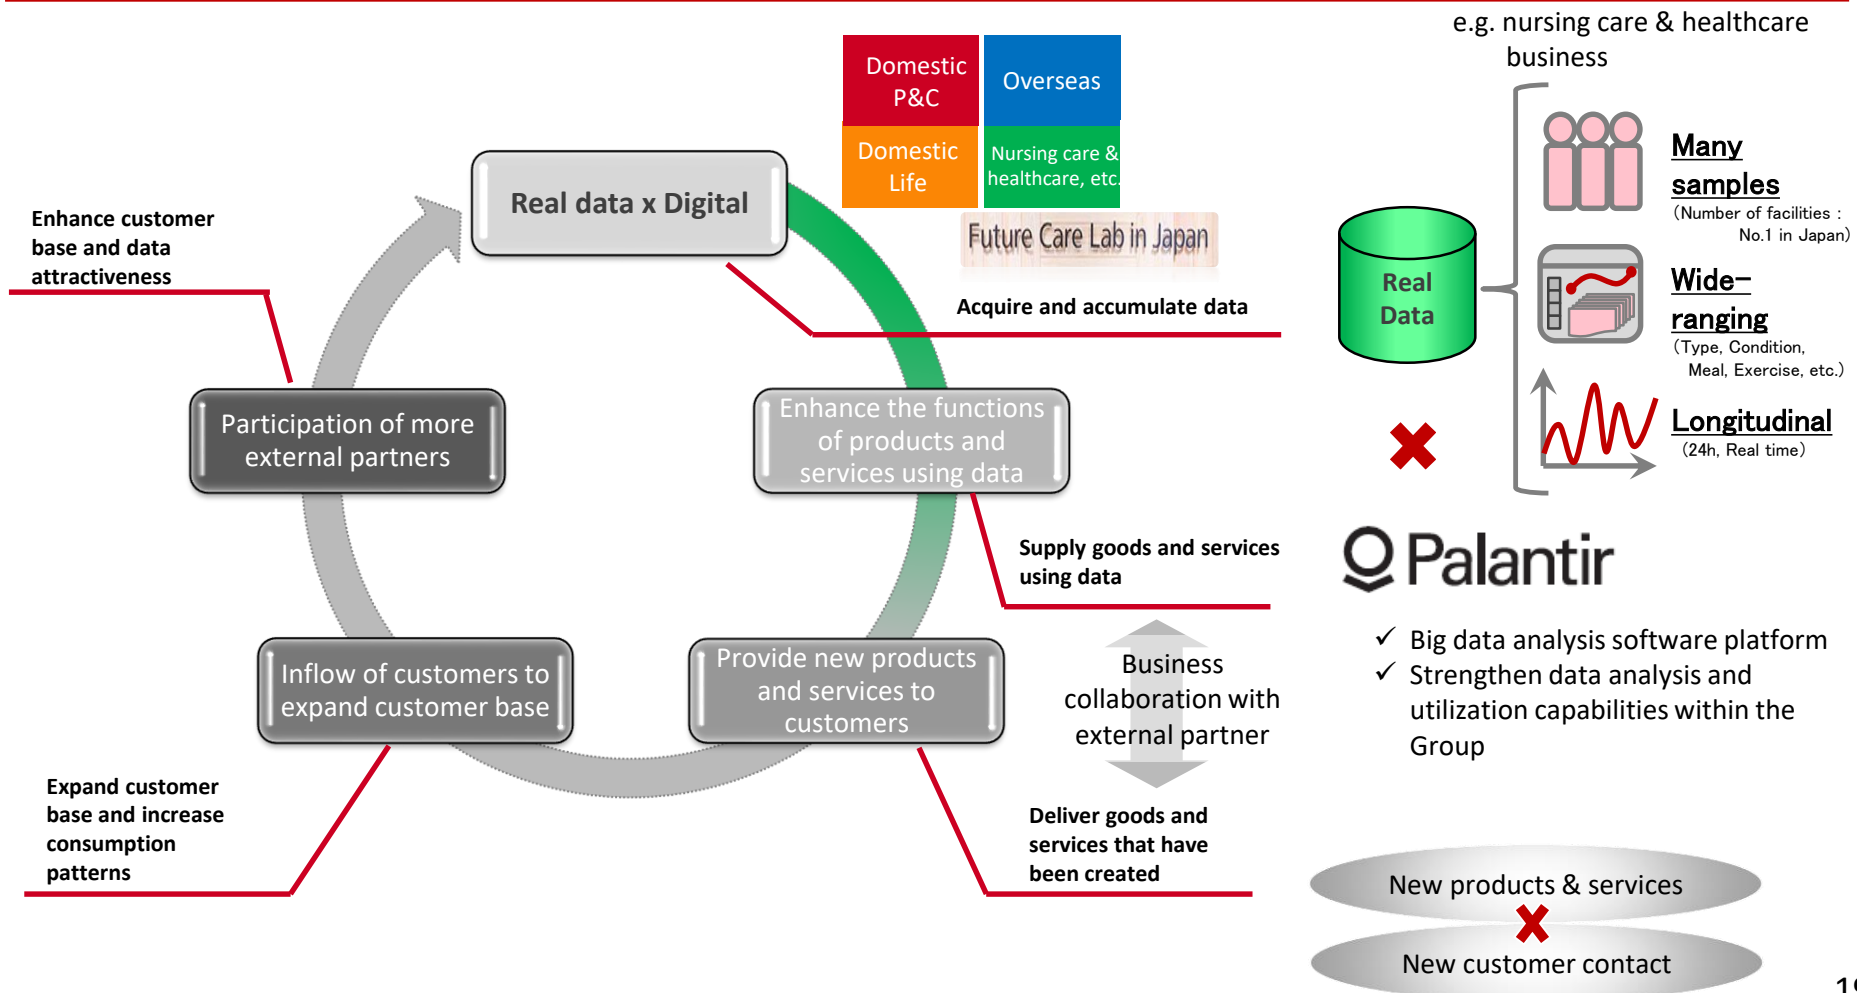 e.g. nursing care & healthcare
business
Domestic
P&C
Overseas
Domestic
Life
Nursing care &
healthcare, etc.
Future Care Lab in Japan
Real data x Digital
Acquire and accumulate data
Enhance customer
base and data
attractiveness
Participation of more
external partners
Enhance the functions
of products and
services using data
Supply goods and services
using data
Inflow of customers to
expand customer base
Provide new products
and services to
customers
Business
collaboration with
external partner
Expand customer
base and increase
consumption
patterns
Deliver goods and
services that have
been created
Real
Data
Many
samples
(Number of facilities :
No.1 in Japan)
Wide-
ranging
(Type, Condition,
Meal, Exercise, etc.)
Longitudinal
(24h, Real time)
Palantir
✓ Big data analysis software platform
✓ Strengthen data analysis and
utilization capabilities within the
Group
New products & services
New customer contact